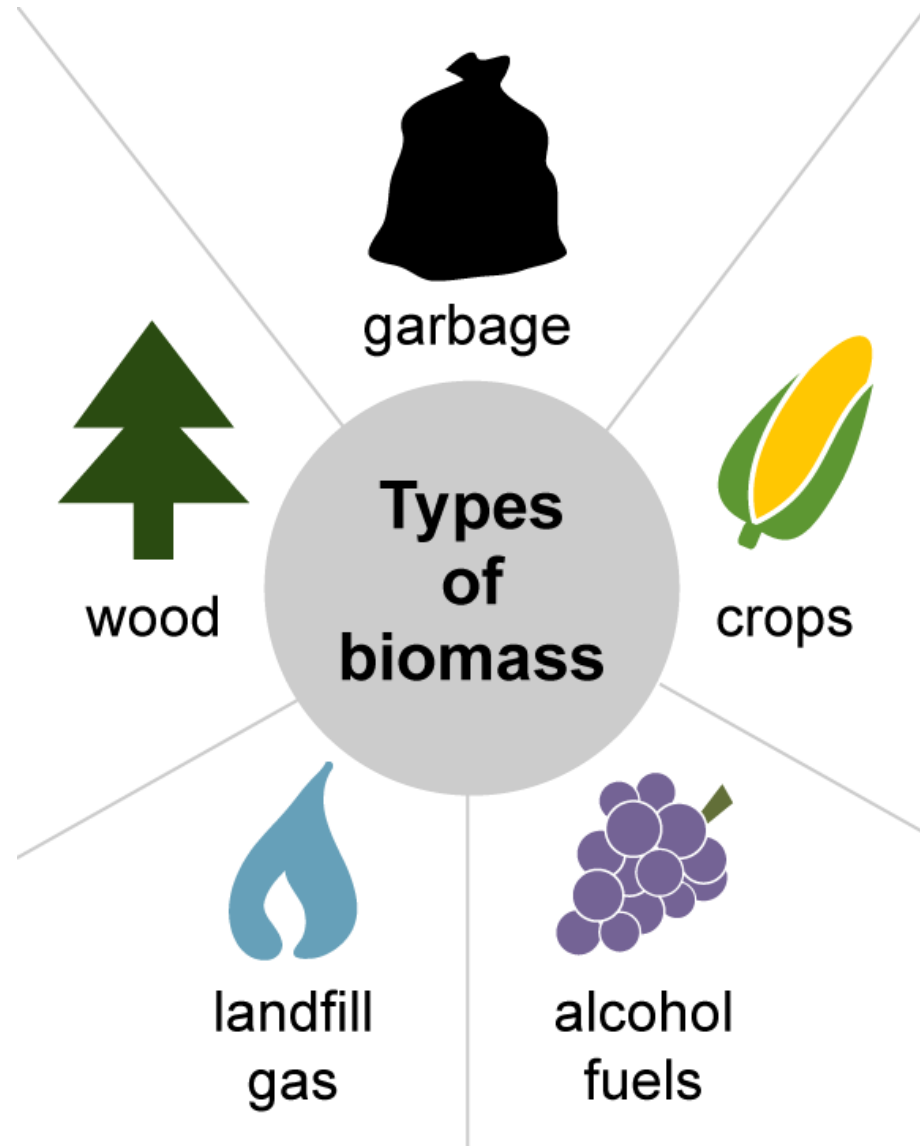 garbage
wood
Types
of
biomass
crops
landfill
gas
alcohol
fuels